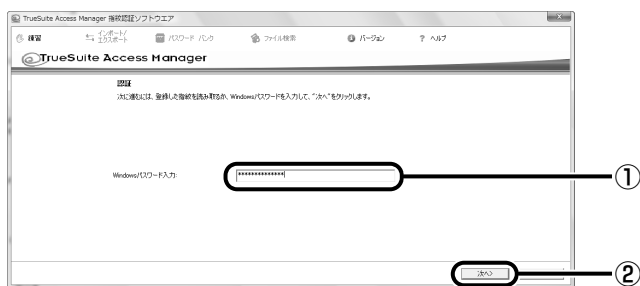 TrueSuite Access Manager 指紋認証ソフトウエア
練習 インポート/エクスポート パスワード バンク ファイル検索 バージョン ? ヘルプ
TrueSuite Access Manager
認証
次に進むには、登録した指紋を読み取るか、Windowsパスワードを入力して、"次へ"をクリックします。
Windowsパスワード入力: **************
①
次へ> ②